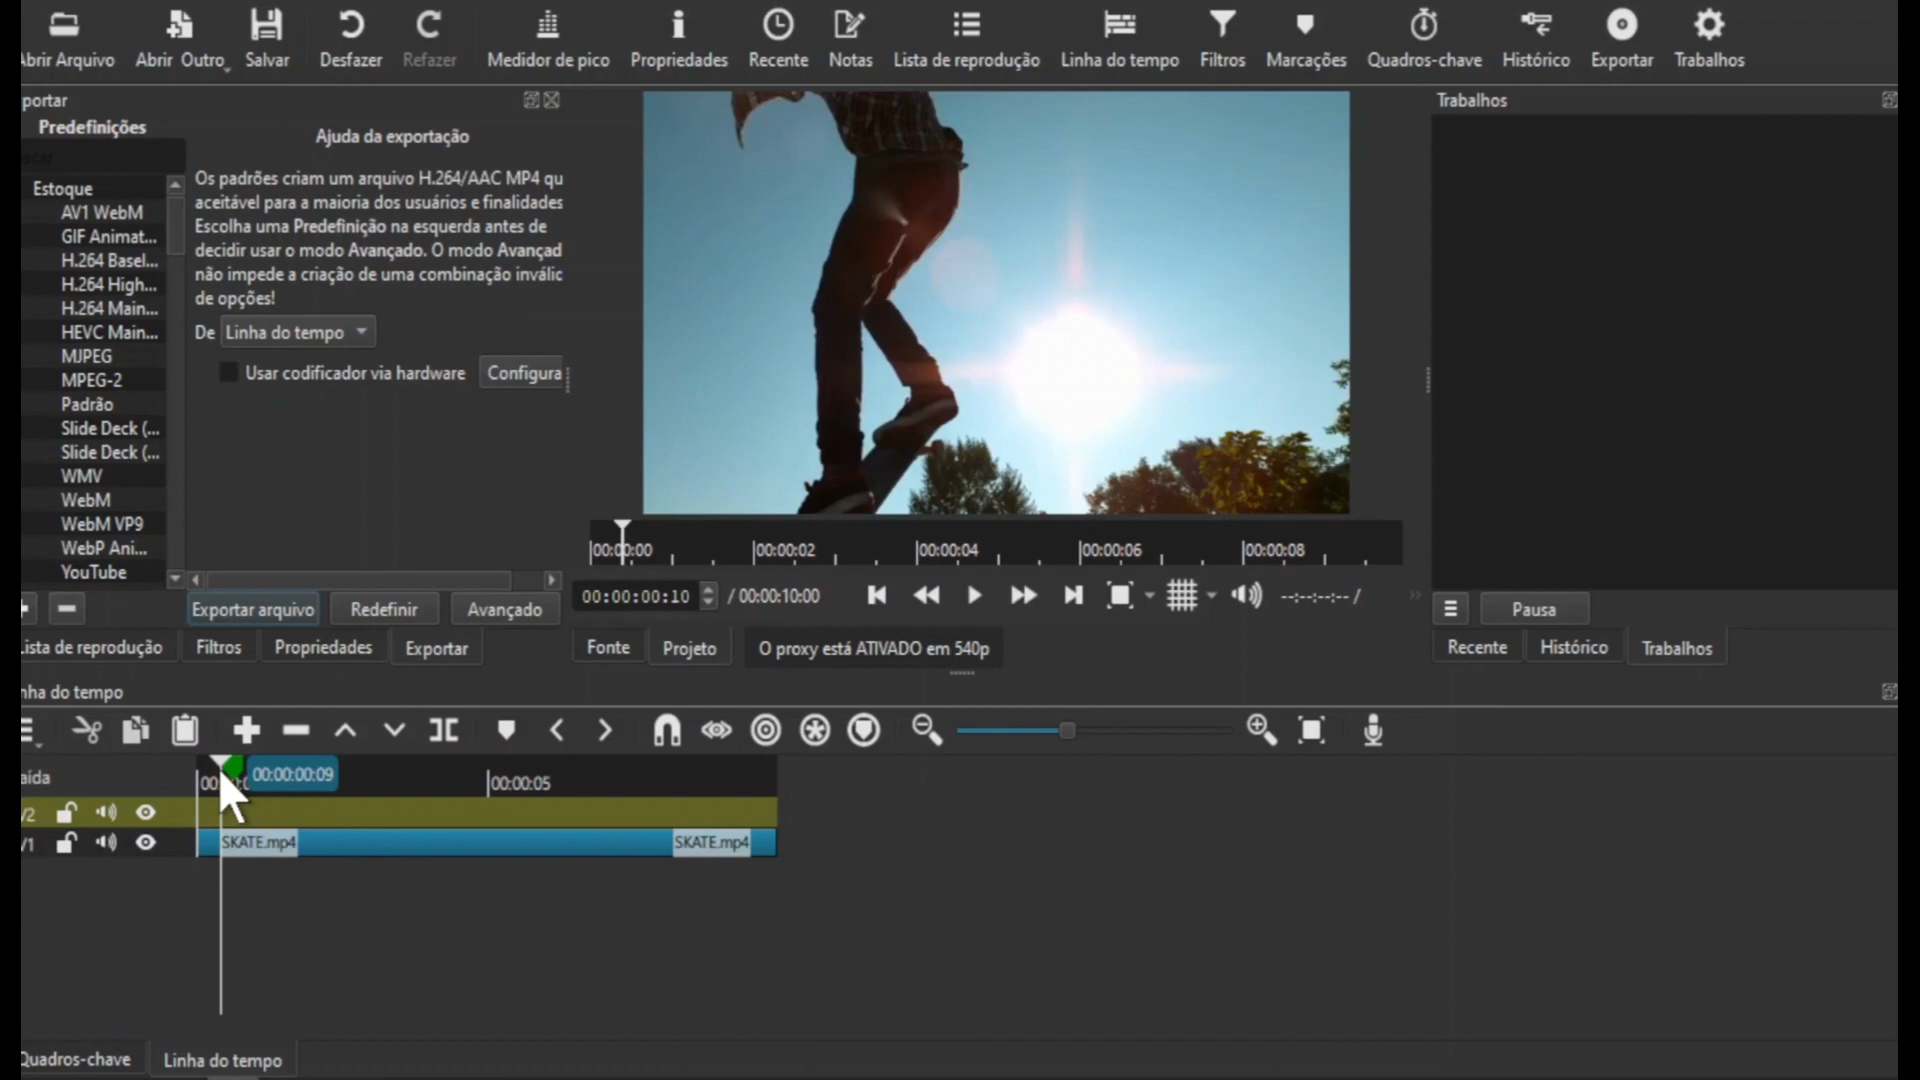 brir Arquivo
Abrir Outro
Salvar
Desfazer
Refazer
Medidor de pico
Propriedades
Recente
Notas
Lista de reprodução
Linha do tempo
Filtros
Marcações
Quadros-chave
Histórico
Exportar
Trabalhos
portar
Predefinições
Estoque
AV1 WebM
GIF Animat...
H.264 Basel...
H.264 High...
H.264 Main...
HEVC Main...
MJPEG
MPEG-2
Padrão
Slide Deck (...
Slide Deck (...
WMV
WebM
WebM VP9
WebP Ani...
YouTube
Ajuda da exportação
Os padrões criam um arquivo H.264/AAC MP4 qu
aceitável para a maioria dos usuários e finalidades
Escolha uma Predefinição na esquerda antes de
decidir usar o modo Avançado. O modo Avançad
não impede a criação de uma combinação inválic
de opções!
De Linha do tempo
Usar codificador via hardware
Configura
Exportar arquivo
Redefinir
Avançado
ista de reprodução
Filtros
Propriedades
Exportar
00:00:00
00:00:02
00:00:04
00:00:06
00:00:08
00:00:00:10 / 00:00:10:00
--:--:--:-- /
Fonte
Projeto
O proxy está ATIVADO em 540p
Trabalhos
Pausa
Recente
Histórico
Trabalhos
nha do tempo
aída
00:00:00:09
00:00:05
V2
V1
SKATE.mp4
SKATE.mp4
Quadros-chave
Linha do tempo